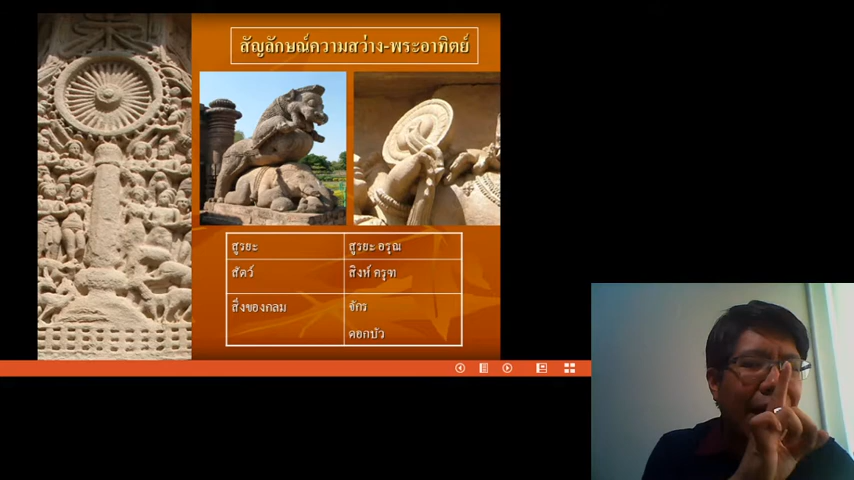 สัญลักษณ์ความสว่าง-พระอาทิตย์
สูรยะ
สูรยะ อรุณ
สัตว์
สิงห์ ครุฑ
สิ่งของกลม
จักร
ดอกบัว